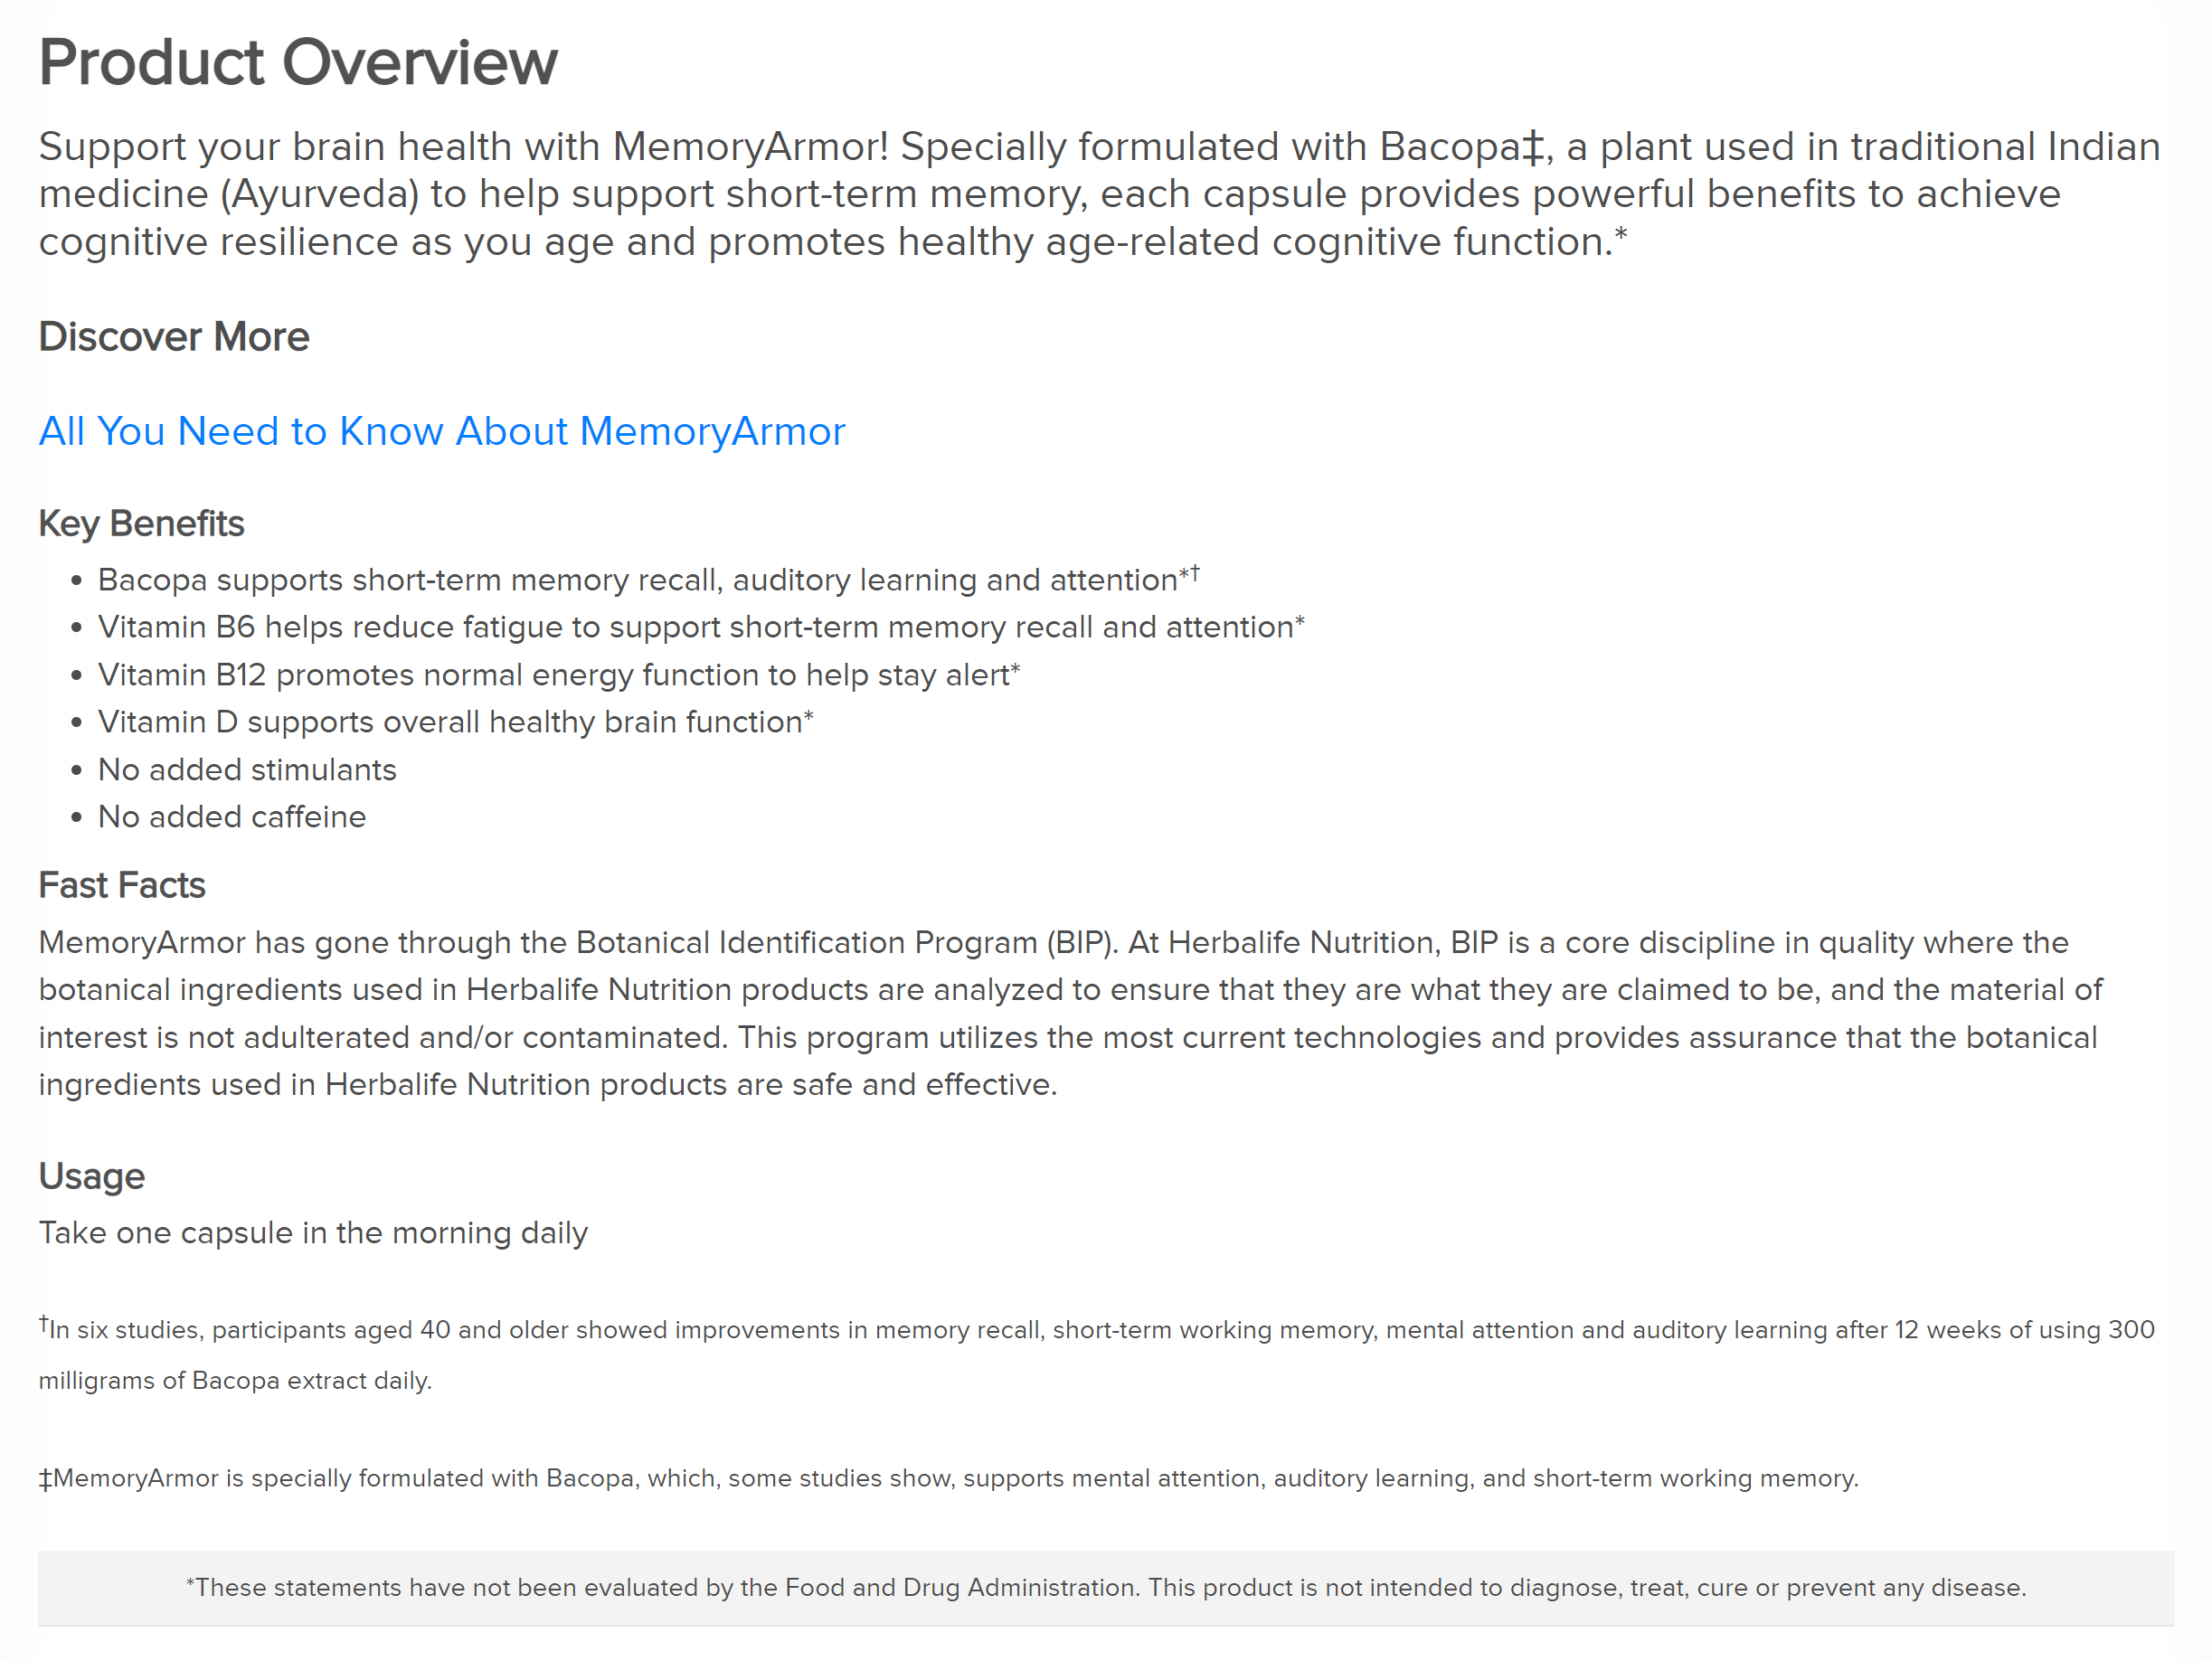 Product Overview
Support your brain health with MemoryArmor! Specially formulated with Bacopa‡, a plant used in traditional Indian
medicine (Ayurveda) to help support short-term memory, each capsule provides powerful benefits to achieve
cognitive resilience as you age and promotes healthy age-related cognitive function.*
Discover More
All You Need to Know About MemoryArmor
Key Benefits
• Bacopa supports short-term memory recall, auditory learning and attention*†
• Vitamin B6 helps reduce fatigue to support short-term memory recall and attention*
• Vitamin B12 promotes normal energy function to help stay alert*
• Vitamin D supports overall healthy brain function*
• No added stimulants
• No added caffeine
Fast Facts
MemoryArmor has gone through the Botanical Identification Program (BIP). At Herbalife Nutrition, BIP is a core discipline in quality where the
botanical ingredients used in Herbalife Nutrition products are analyzed to ensure that they are what they are claimed to be, and the material of
interest is not adulterated and/or contaminated. This program utilizes the most current technologies and provides assurance that the botanical
ingredients used in Herbalife Nutrition products are safe and effective.
Usage
Take one capsule in the morning daily
†In six studies, participants aged 40 and older showed improvements in memory recall, short-term working memory, mental attention and auditory learning after 12 weeks of using 300
milligrams of Bacopa extract daily.
‡MemoryArmor is specially formulated with Bacopa, which, some studies show, supports mental attention, auditory learning, and short-term working memory.
*These statements have not been evaluated by the Food and Drug Administration. This product is not intended to diagnose, treat, cure or prevent any disease.